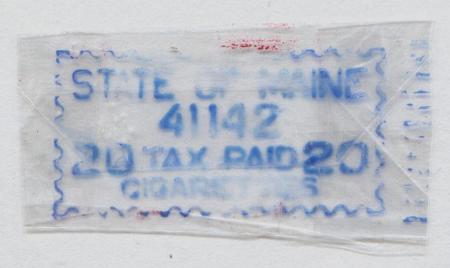 STATE OF MAINE
41142
20 TAX PAID 20
CIGARETTES